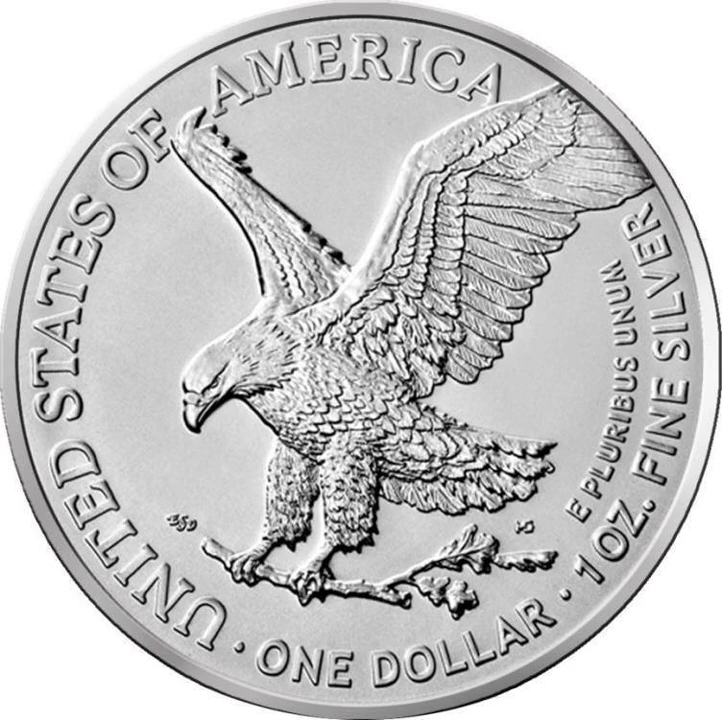 UNITED STATES OF AMERICA
· ONE DOLLAR · 1 OZ. FINE SILVER
E PLURIBUS UNUM